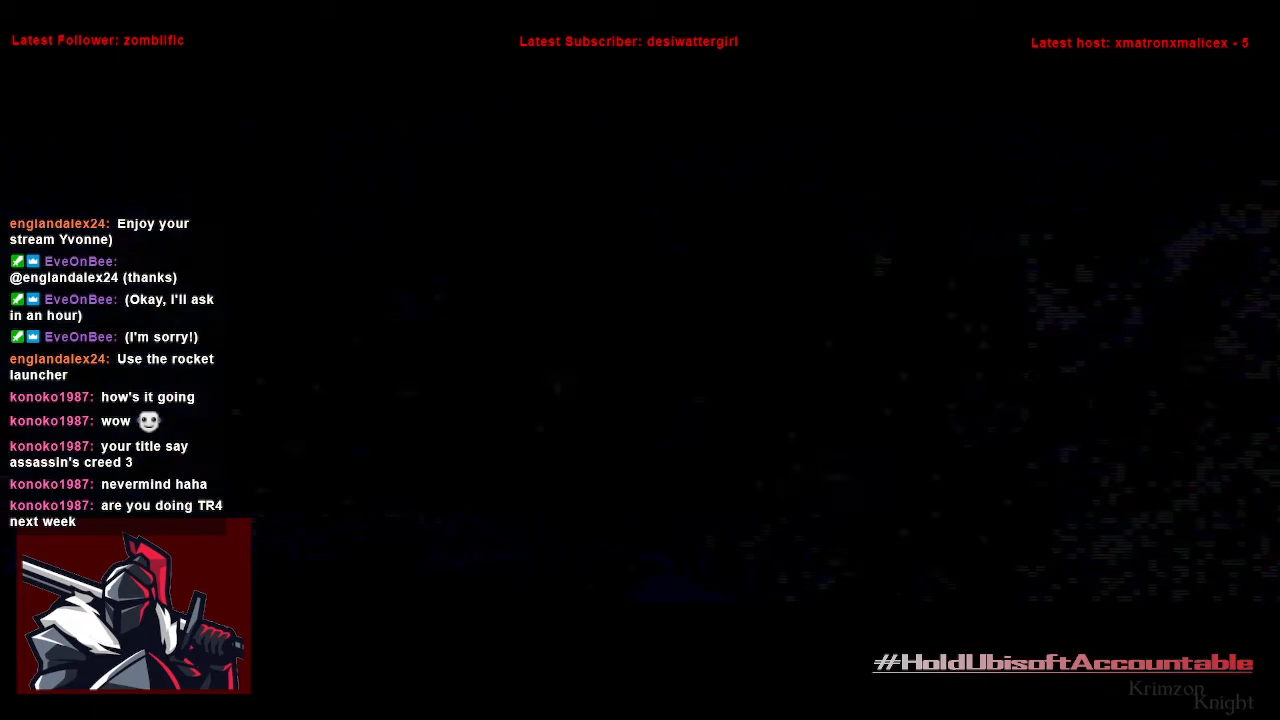 Latest Follower: zombiific
Latest Subscriber: desiwattergirl
Latest host: xmatronxmalicex - 5
englandalex24: Enjoy your
stream Yvonne)
EveOnBee:
@englandalex24 (thanks)
EveOnBee: (Okay, I'll ask
in an hour)
EveOnBee: (I'm sorry!)
englandalex24: Use the rocket
launcher
konoko1987: how's it going
konoko1987: wow
konoko1987: your title say
assassin's creed 3
konoko1987: nevermind haha
konoko1987: are you doing TR4
next week
#HoldUbisoftAccountable
Krimzon
Knight